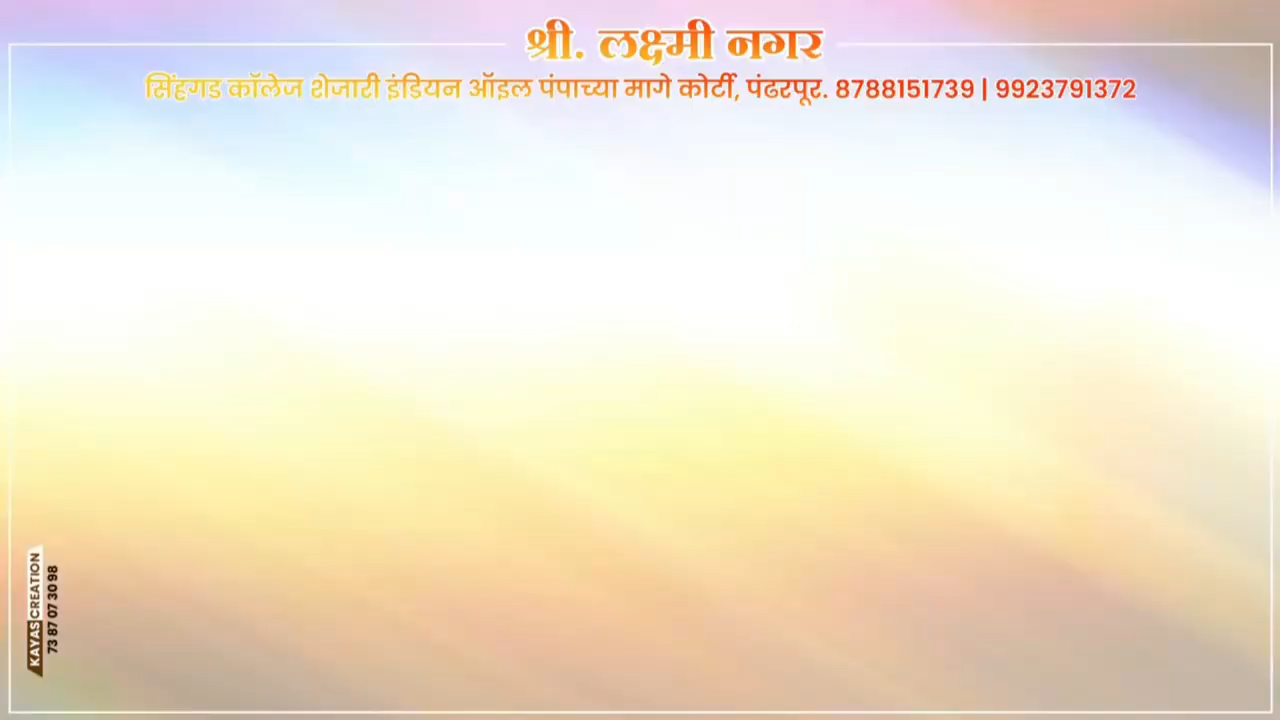 श्री. लक्ष्मी नगर
सिंहगड कॉलेज शेजारी इंडियन ऑइल पंपाच्या मागे कोर्टी, पंढरपूर. 8788151739 | 9923791372
KAYAS CREATION
73 87 07 30 98